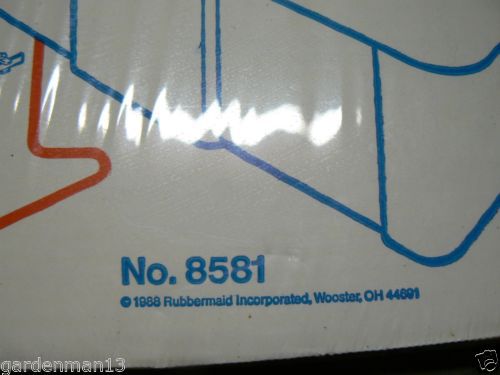 No. 8581
© 1988 Rubbermaid Incorporated, Wooster, OH 44691
gardenman13